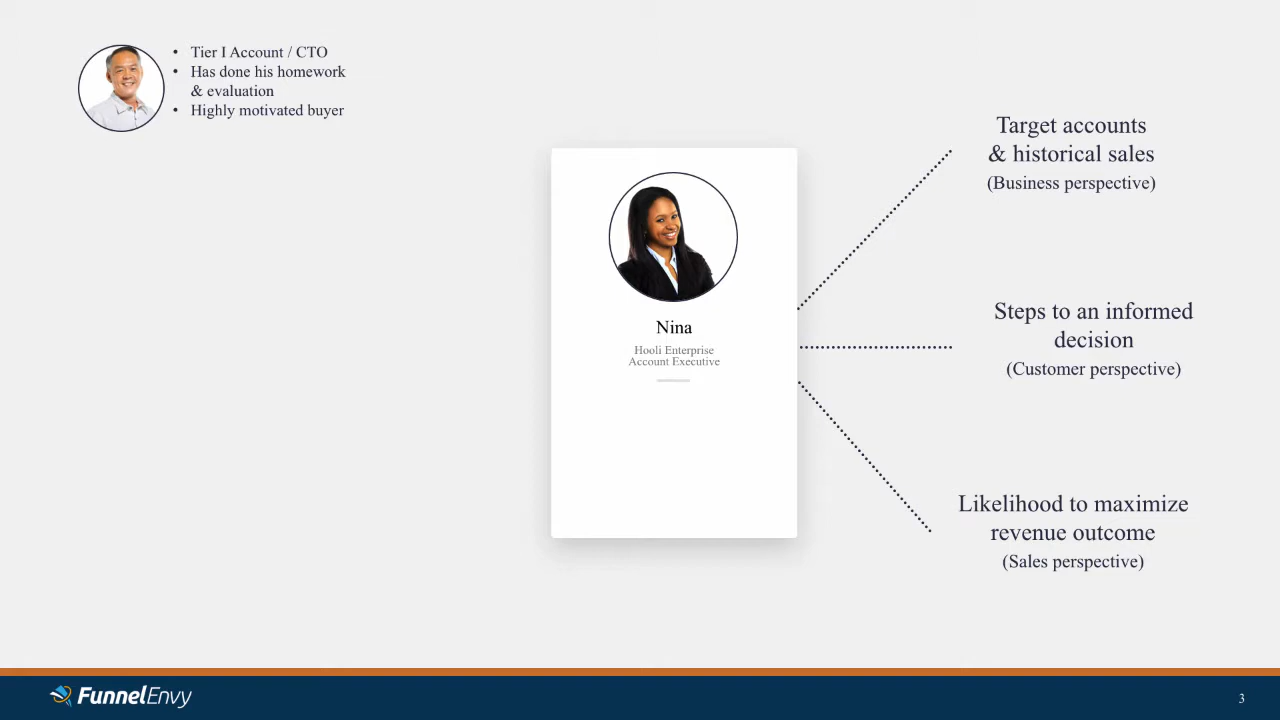 • Tier I Account / CTO
• Has done his homework
& evaluation
• Highly motivated buyer
Nina
Hooli Enterprise
Account Executive
Target accounts
& historical sales
(Business perspective)
Steps to an informed
decision
(Customer perspective)
Likelihood to maximize
revenue outcome
(Sales perspective)
FunnelEnvy
3